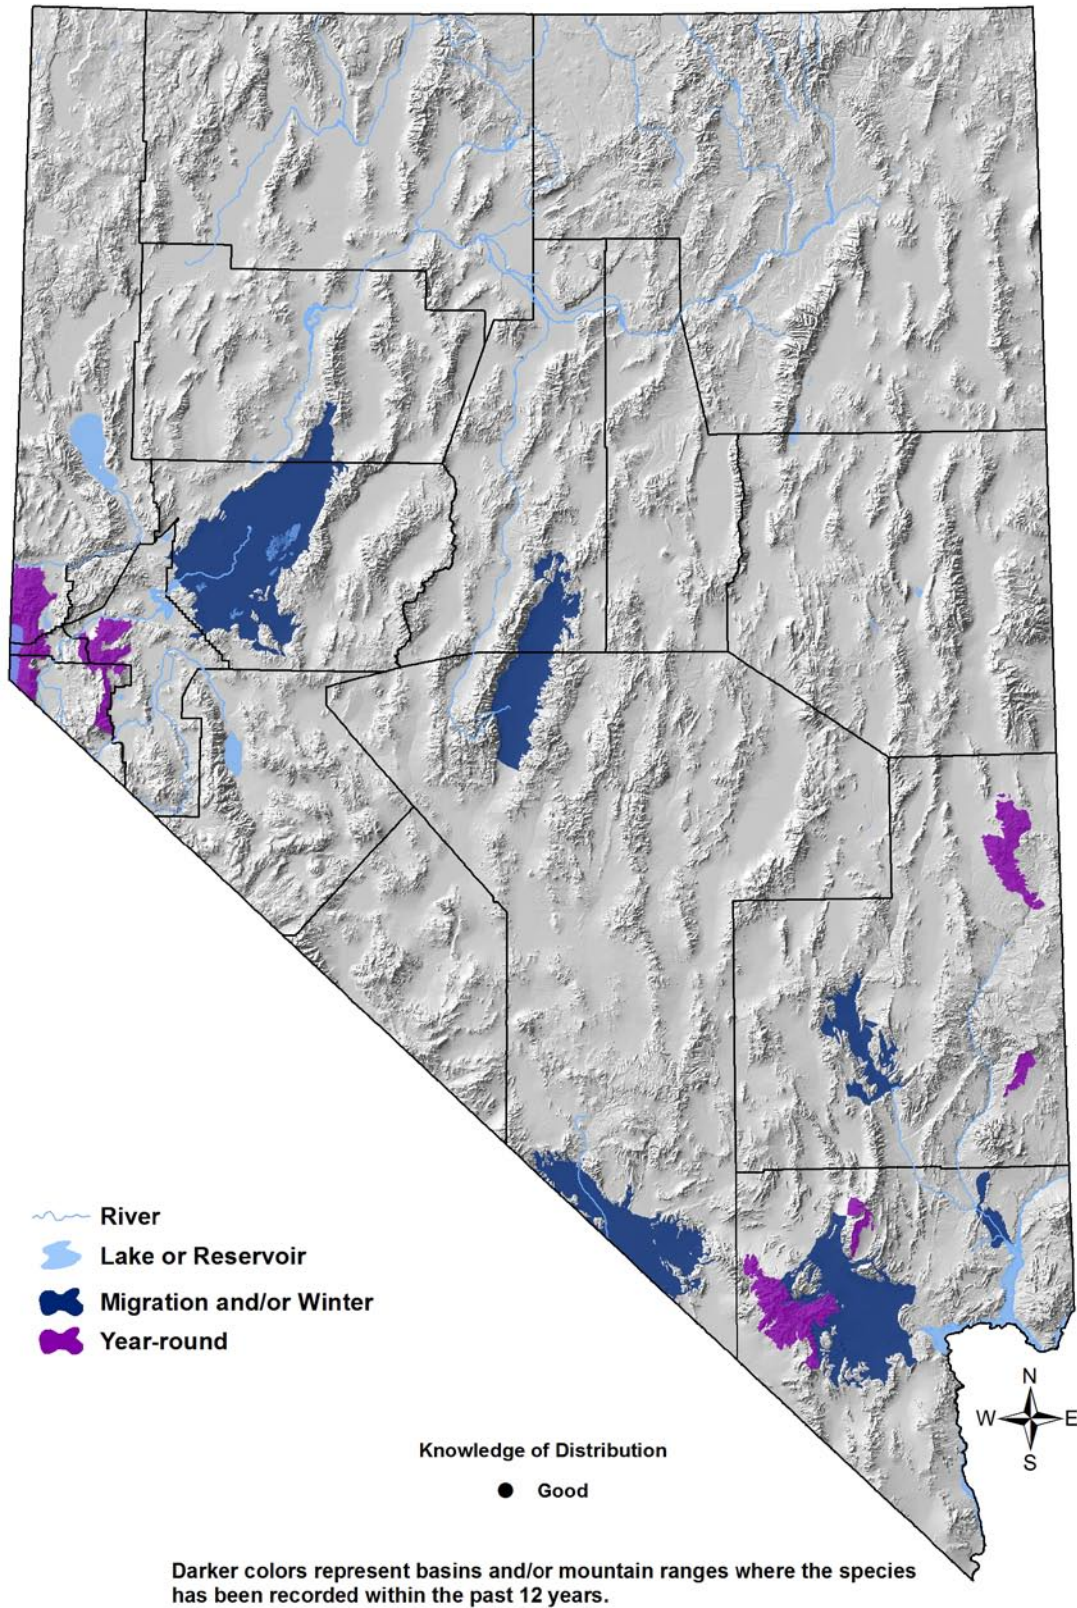 River
Lake or Reservoir
Migration and/or Winter
Year-round
N
W E
S
Knowledge of Distribution
Good
Darker colors represent basins and/or mountain ranges where the species
has been recorded within the past 12 years.